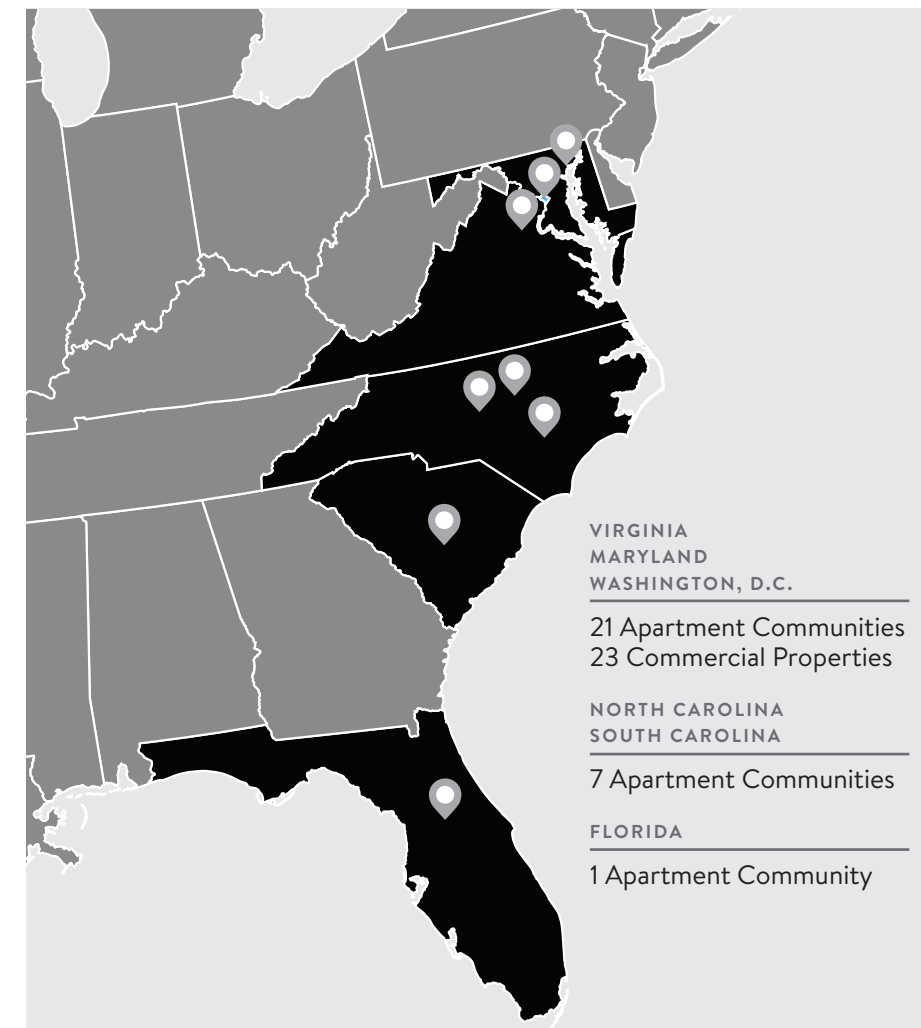 VIRGINIA
MARYLAND
WASHINGTON, D.C.
21 Apartment Communities
23 Commercial Properties
NORTH CAROLINA
SOUTH CAROLINA
7 Apartment Communities
FLORIDA
1 Apartment Community